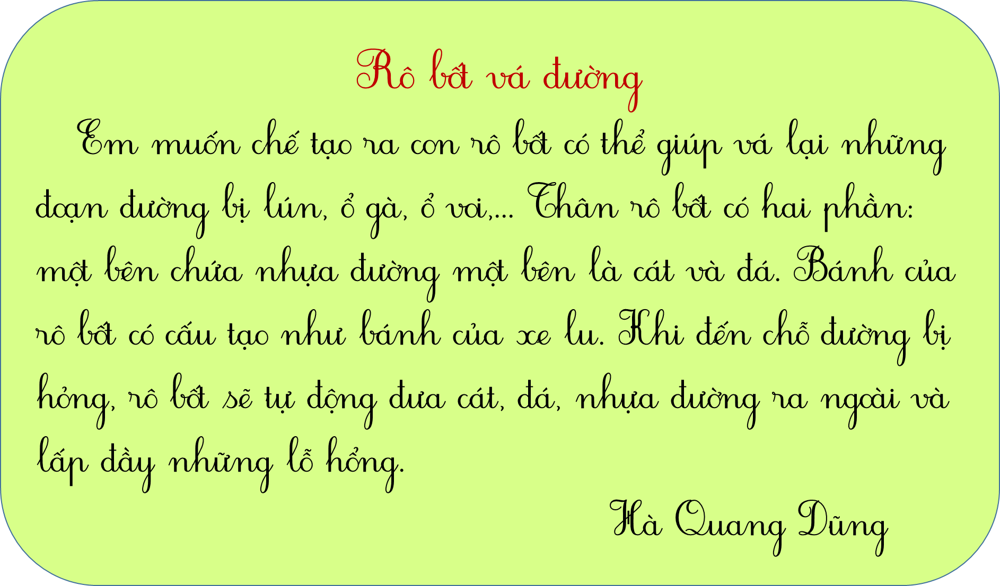 Rô bốt vá đường
Em muốn chế tạo ra con rô bốt có thể giúp vá lại những
đoạn đường bị lún, ổ gà, ổ voi,... Thân rô bốt có hai phần:
một bên chứa nhựa đường một bên là cát và đá. Bánh của
rô bốt có cấu tạo như bánh của xe lu. Khi đến chỗ đường bị
hỏng, rô bốt sẽ tự động đưa cát, đá, nhựa đường ra ngoài và
lấp đầy những lỗ hổng.
Hà Quang Dũng